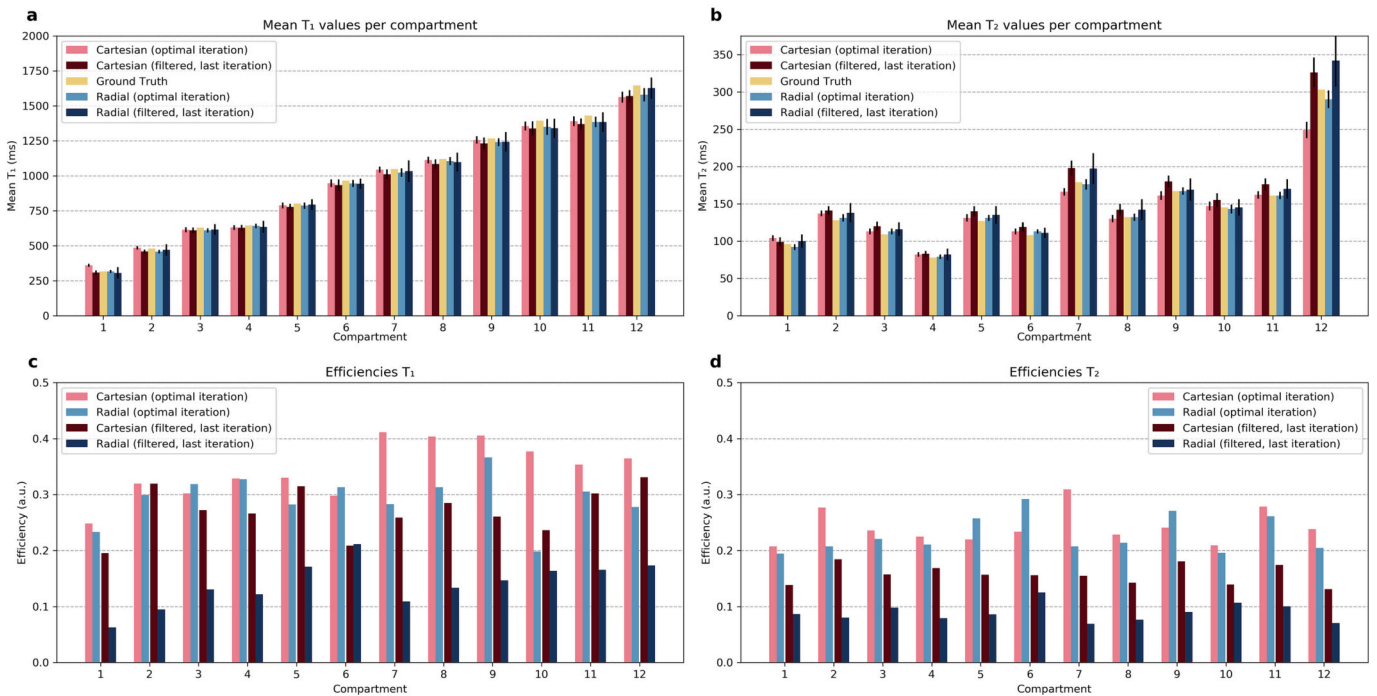 a
Mean T₁ values per compartment
2000
1750
1500
1250
1000
750
500
250
0
Mean T₁ (ms)
Cartesian (optimal iteration)
Cartesian (filtered, last iteration)
Ground Truth
Radial (optimal iteration)
Radial (filtered, last iteration)
1 2 3 4 5 6 7 8 9 10 11 12
Compartment
b
Mean T₂ values per compartment
350
300
250
200
150
100
50
0
Mean T₂ (ms)
Cartesian (optimal iteration)
Cartesian (filtered, last iteration)
Ground Truth
Radial (optimal iteration)
Radial (filtered, last iteration)
1 2 3 4 5 6 7 8 9 10 11 12
Compartment
c
Efficiencies T₁
0.5
0.4
0.3
0.2
0.1
0.0
Efficiency (a.u.)
Cartesian (optimal iteration)
Radial (optimal iteration)
Cartesian (filtered, last iteration)
Radial (filtered, last iteration)
1 2 3 4 5 6 7 8 9 10 11 12
Compartment
d
Efficiencies T₂
0.5
0.4
0.3
0.2
0.1
0.0
Efficiency (a.u.)
Cartesian (optimal iteration)
Radial (optimal iteration)
Cartesian (filtered, last iteration)
Radial (filtered, last iteration)
1 2 3 4 5 6 7 8 9 10 11 12
Compartment